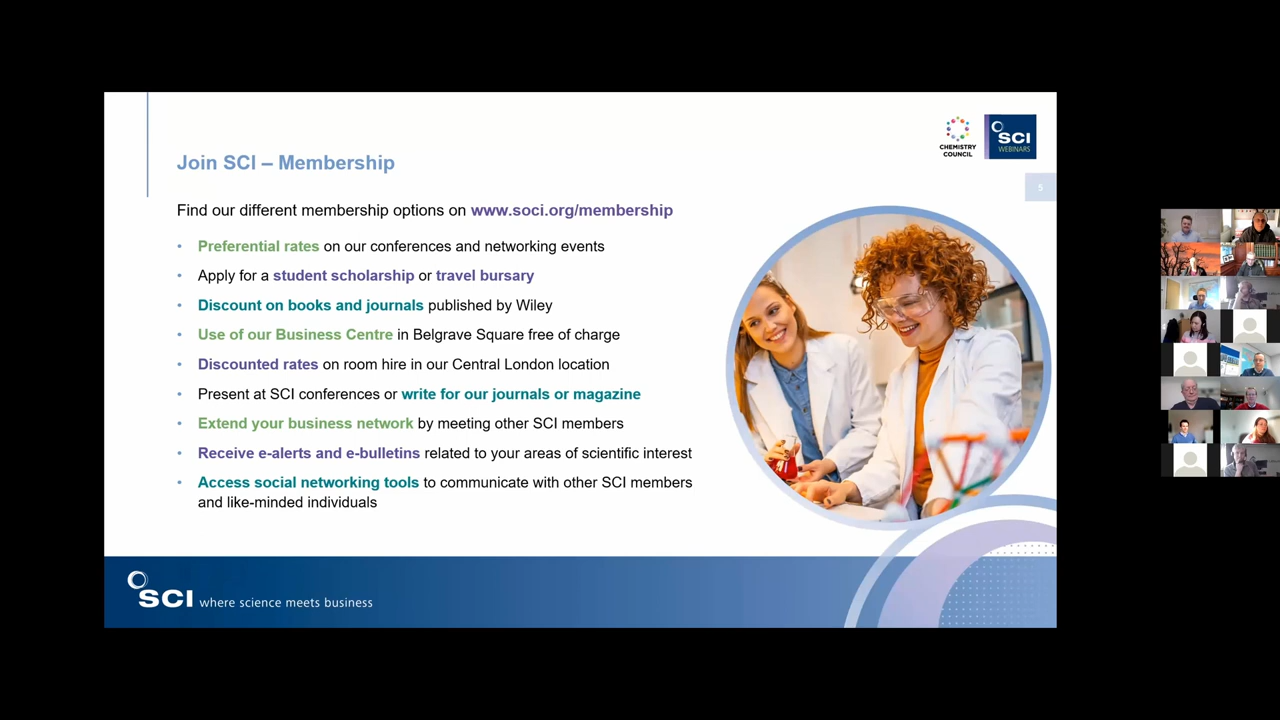 CHEMISTRY
COUNCIL
SCI
WEBINARS
Join SCI – Membership
5
Find our different membership options on www.soci.org/membership
• Preferential rates on our conferences and networking events
• Apply for a student scholarship or travel bursary
• Discount on books and journals published by Wiley
• Use of our Business Centre in Belgrave Square free of charge
• Discounted rates on room hire in our Central London location
• Present at SCI conferences or write for our journals or magazine
• Extend your business network by meeting other SCI members
• Receive e-alerts and e-bulletins related to your areas of scientific interest
• Access social networking tools to communicate with other SCI members
and like-minded individuals
SCI where science meets business